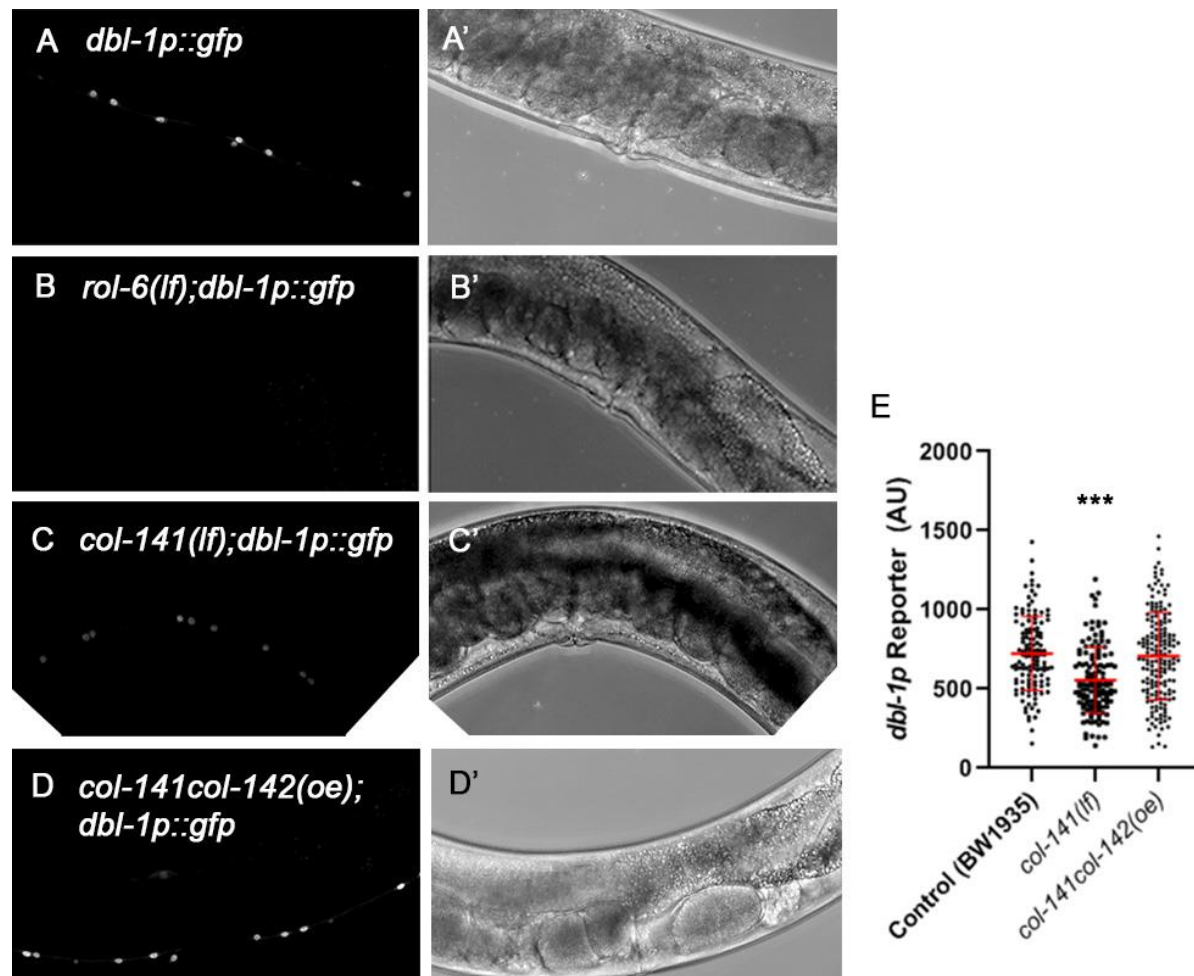 A dbl-1p::gfp
A'
B rol-6(lf);dbl-1p::gfp
B'
C col-141(lf);dbl-1p::gfp
C'
D col-141col-142(oe);
dbl-1p::gfp
D'
E
dbl-1p Reporter (AU)
2000
1500
1000
500
0
***
Control (BW1935)
col-141(lf)
col-141col-142(oe)